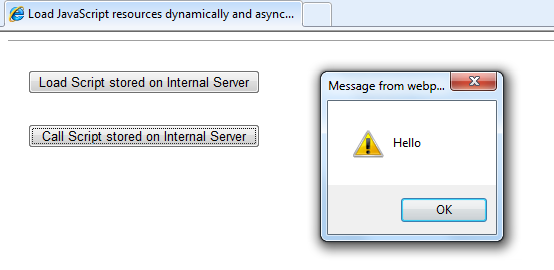 Load JavaScript resources dynamically and async...
Load Script stored on Internal Server
Message from webp...
Hello
Call Script stored on Internal Server
OK